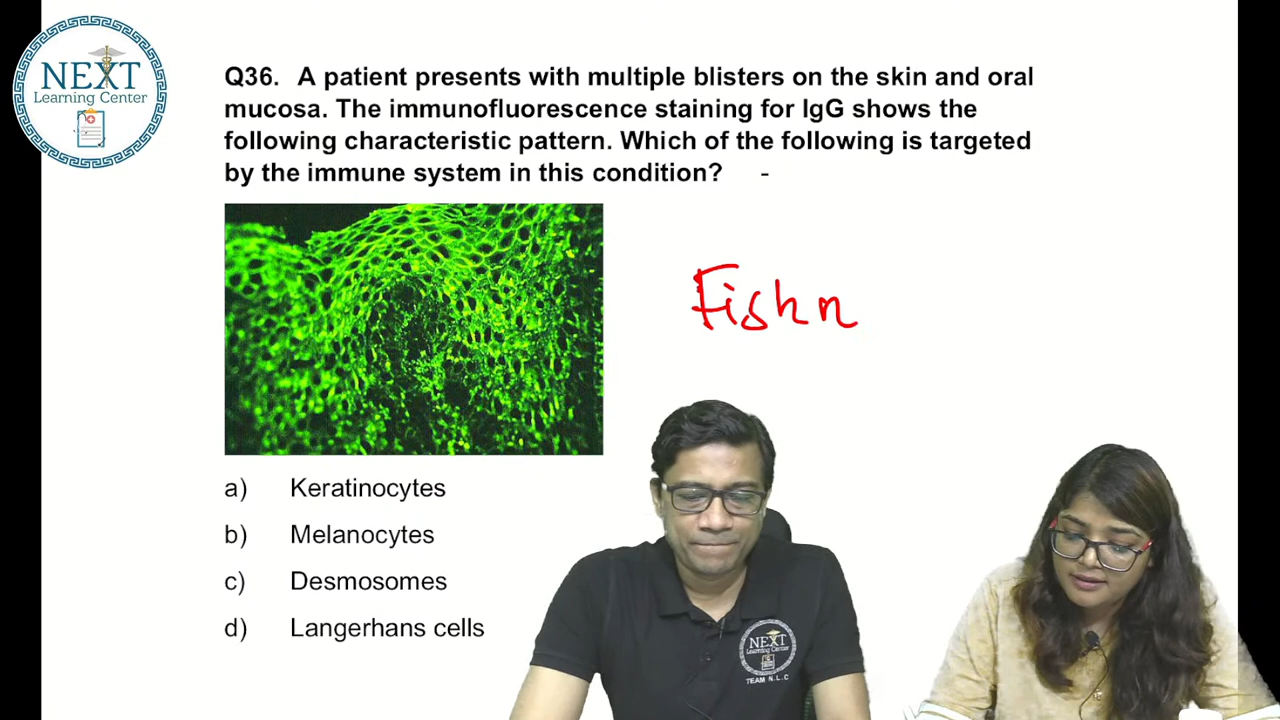 NEXT
Learning Center
Q36. A patient presents with multiple blisters on the skin and oral
mucosa. The immunofluorescence staining for IgG shows the
following characteristic pattern. Which of the following is targeted
by the immune system in this condition? -
Fishn
a) Keratinocytes
b) Melanocytes
c) Desmosomes
d) Langerhans cells
NEXT
Learning Center
TEAM N.L.C